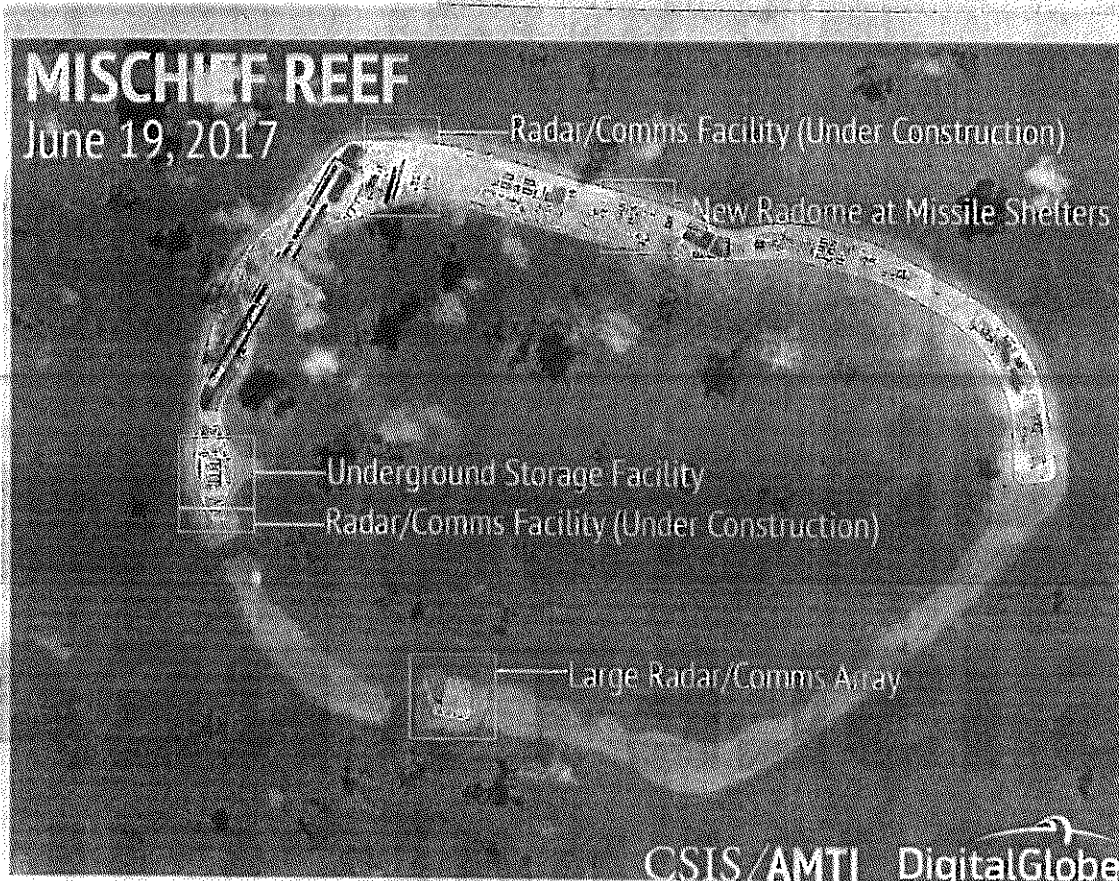 MISCHIEF REEF
June 19, 2017
Radar/Comms Facility (Under Construction)
New Radome at Missile Shelters
Underground Storage Facility
Radar/Comms Facility (Under Construction)
Large Radar/Comms Array
CSIS/AMTI DigitalGlobe